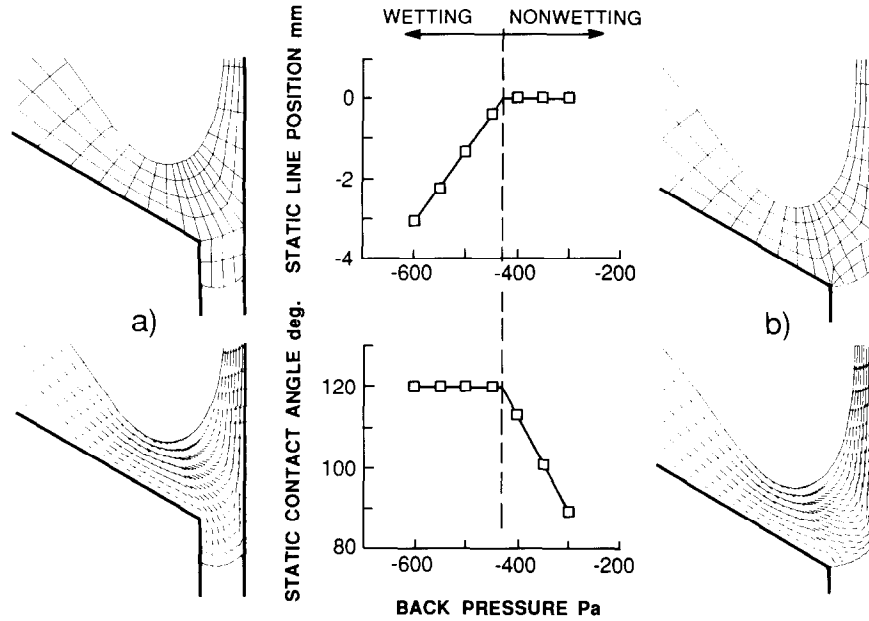 WETTING NONWETTING
STATIC LINE POSITION mm
0
-2
-4
-600 -400 -200
a)
b)
STATIC CONTACT ANGLE deg.
120
100
80
-600 -400 -200
BACK PRESSURE Pa